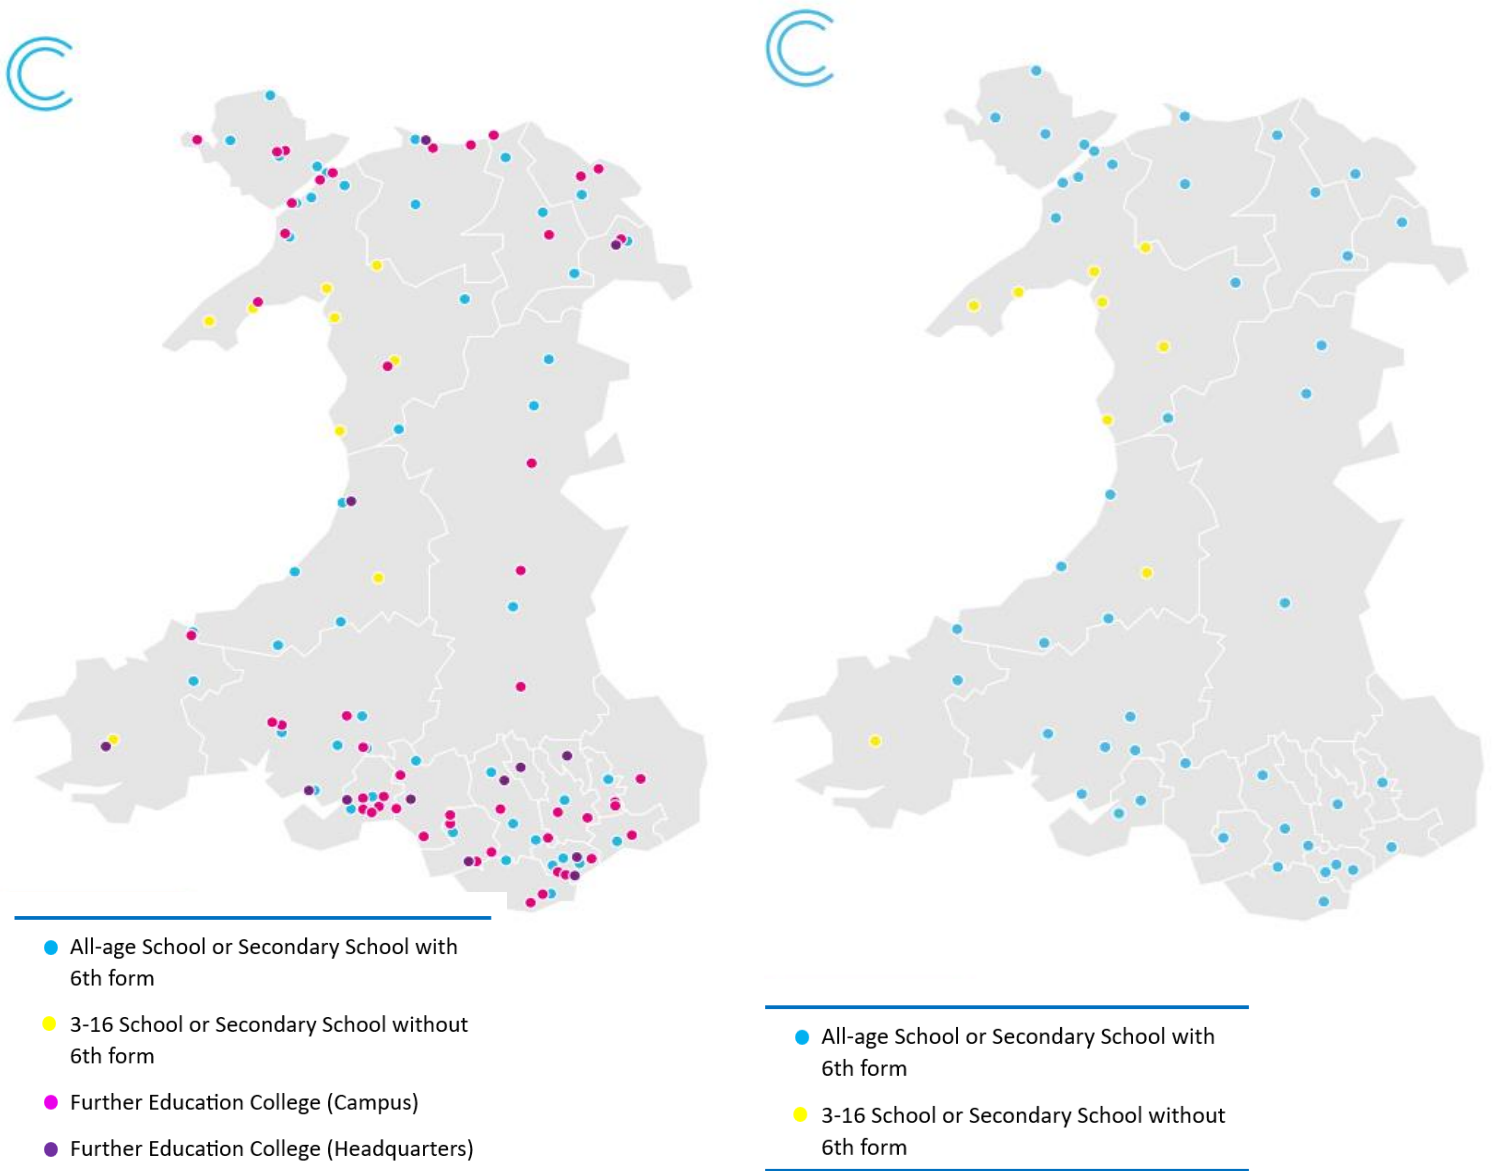 All-age School or Secondary School with
6th form
3-16 School or Secondary School without
6th form
Further Education College (Campus)
Further Education College (Headquarters)
All-age School or Secondary School with
6th form
3-16 School or Secondary School without
6th form